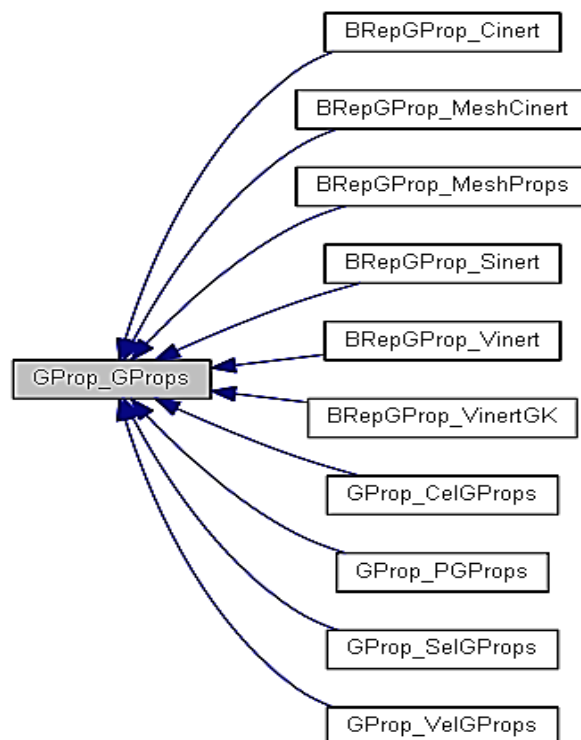 BRepGProp_Cinert
BRepGProp_MeshCinert
BRepGProp_MeshProps
BRepGProp_Sinert
BRepGProp_Vinert
GProp_GProps
BRepGProp_VinertGK
GProp_CelGProps
GProp_PGProps
GProp_SelGProps
GProp_VelGProps